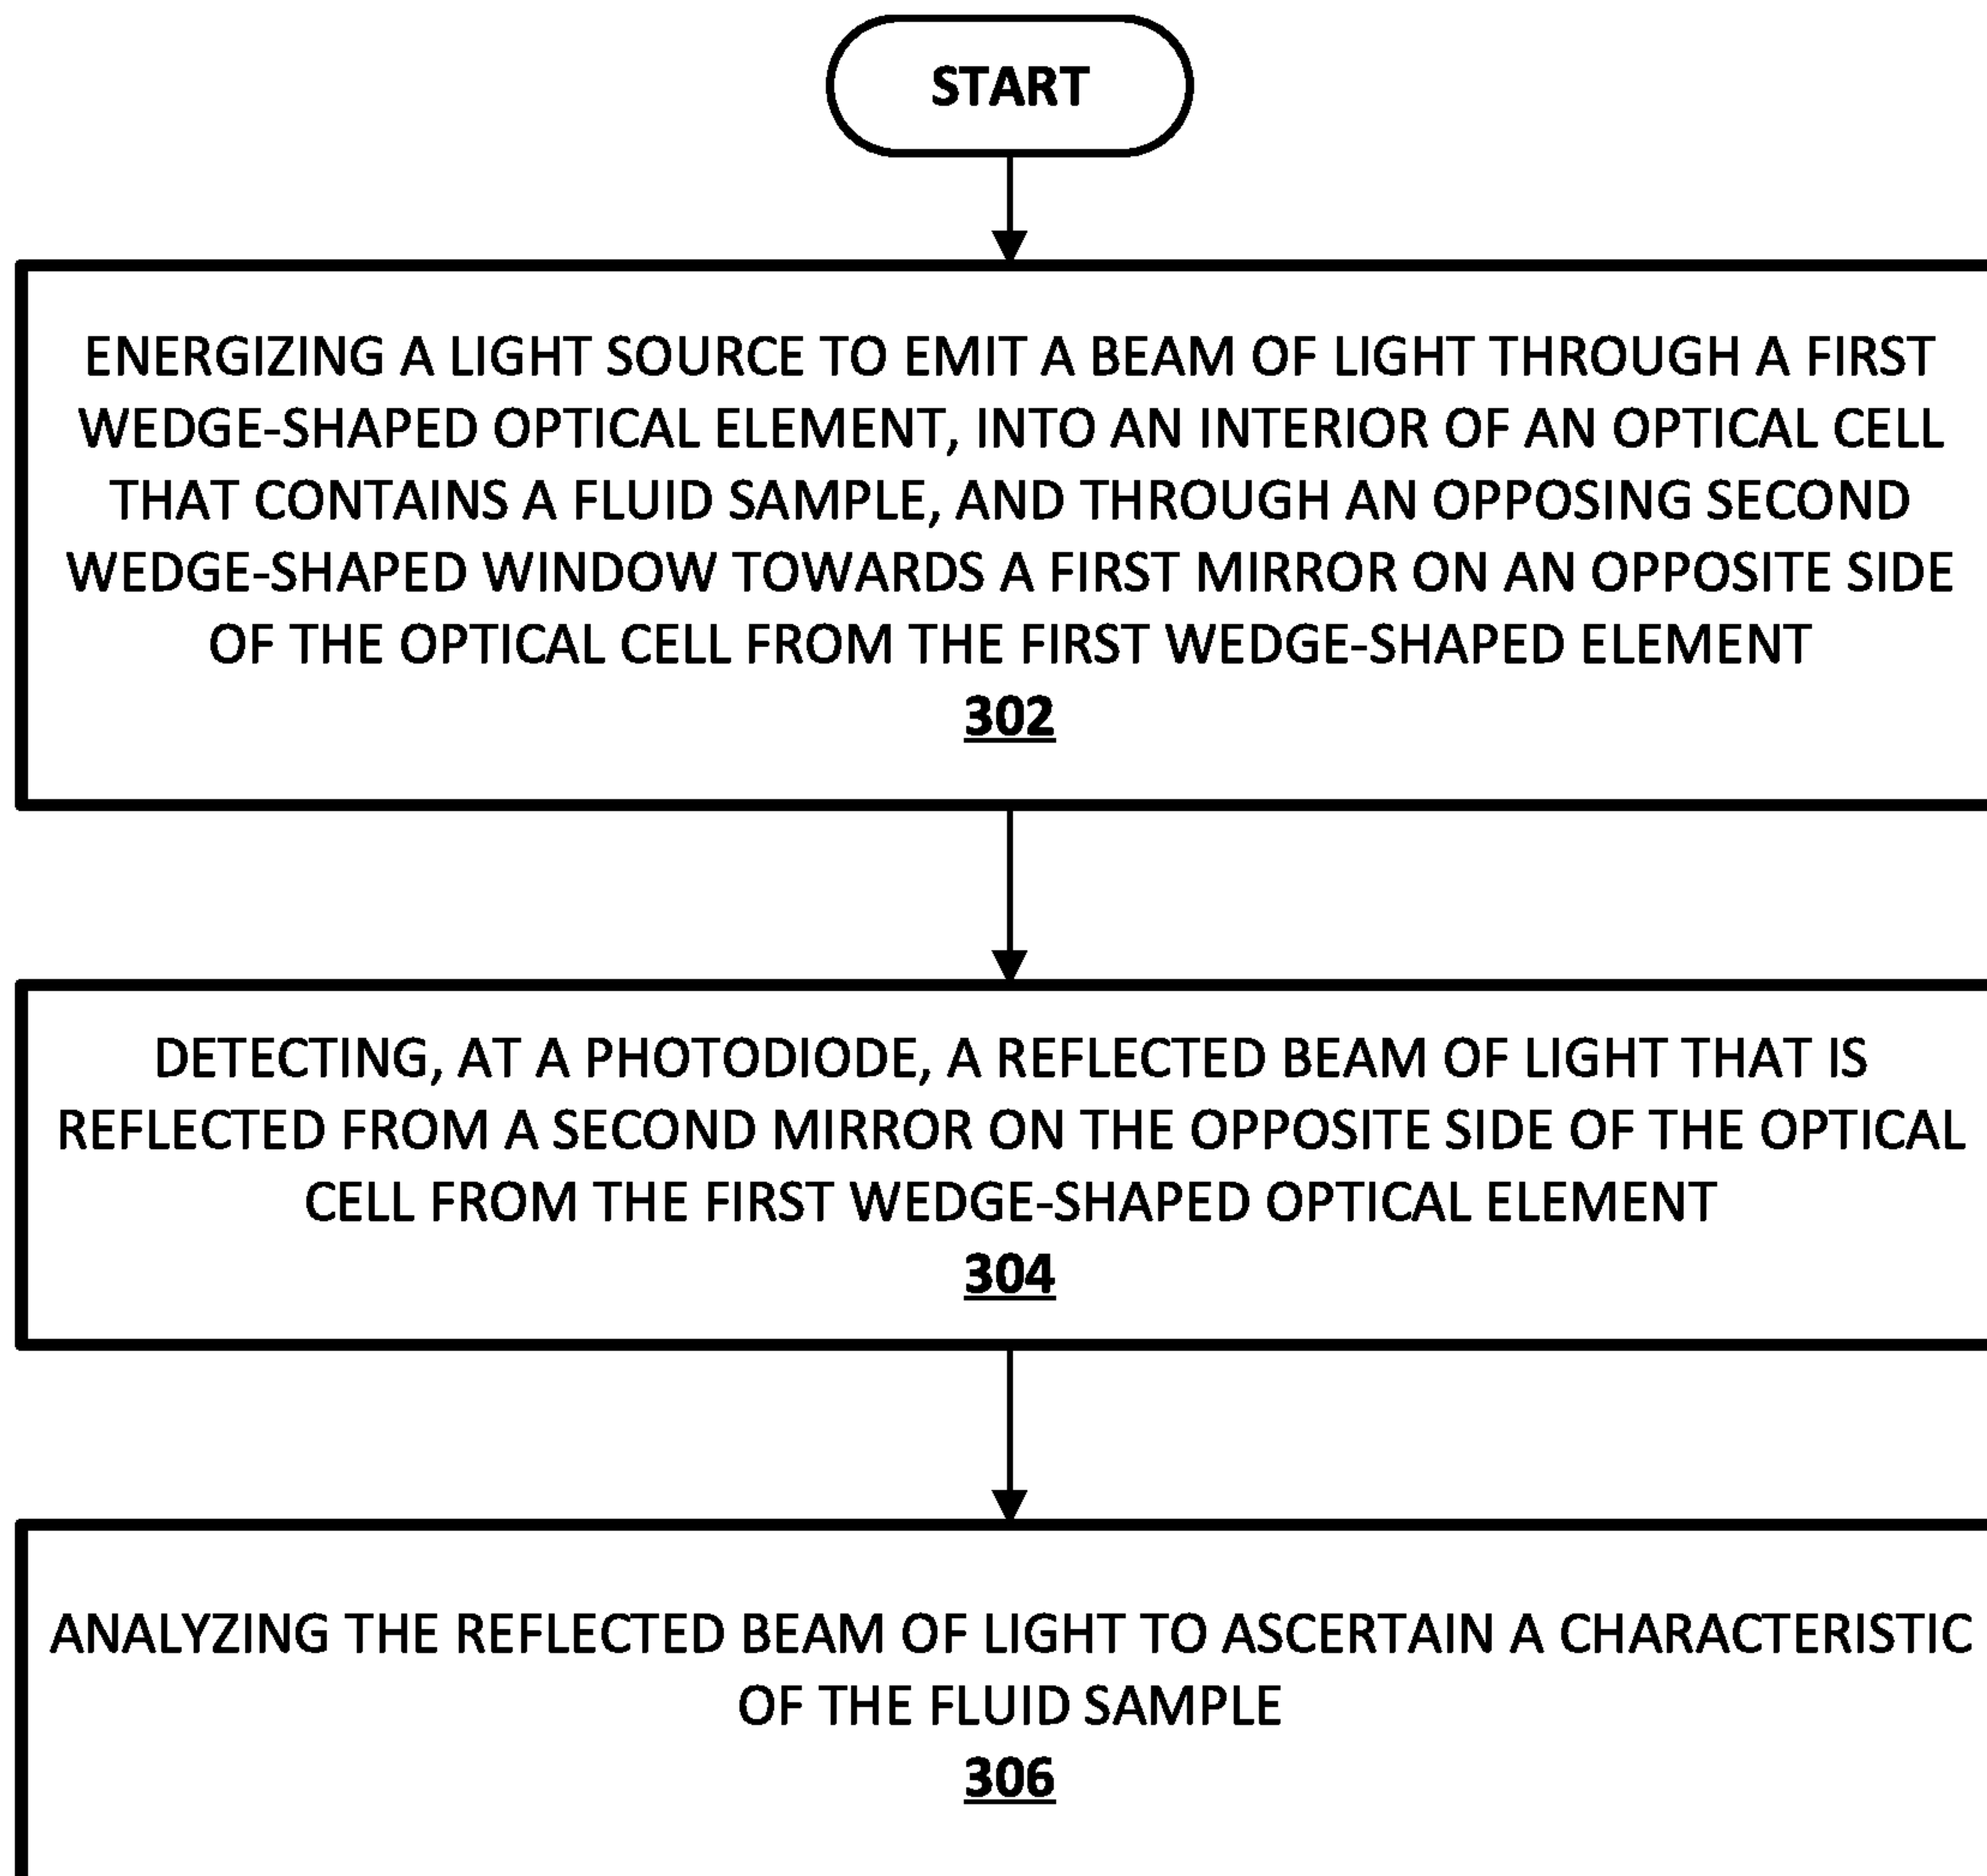 START
ENERGIZING A LIGHT SOURCE TO EMIT A BEAM OF LIGHT THROUGH A FIRST
WEDGE-SHAPED OPTICAL ELEMENT, INTO AN INTERIOR OF AN OPTICAL CELL
THAT CONTAINS A FLUID SAMPLE, AND THROUGH AN OPPOSING SECOND
WEDGE-SHAPED WINDOW TOWARDS A FIRST MIRROR ON AN OPPOSITE SIDE
OF THE OPTICAL CELL FROM THE FIRST WEDGE-SHAPED ELEMENT
302
DETECTING, AT A PHOTODIODE, A REFLECTED BEAM OF LIGHT THAT IS
REFLECTED FROM A SECOND MIRROR ON THE OPPOSITE SIDE OF THE OPTICAL
CELL FROM THE FIRST WEDGE-SHAPED OPTICAL ELEMENT
304
ANALYZING THE REFLECTED BEAM OF LIGHT TO ASCERTAIN A CHARACTERISTIC
OF THE FLUID SAMPLE
306